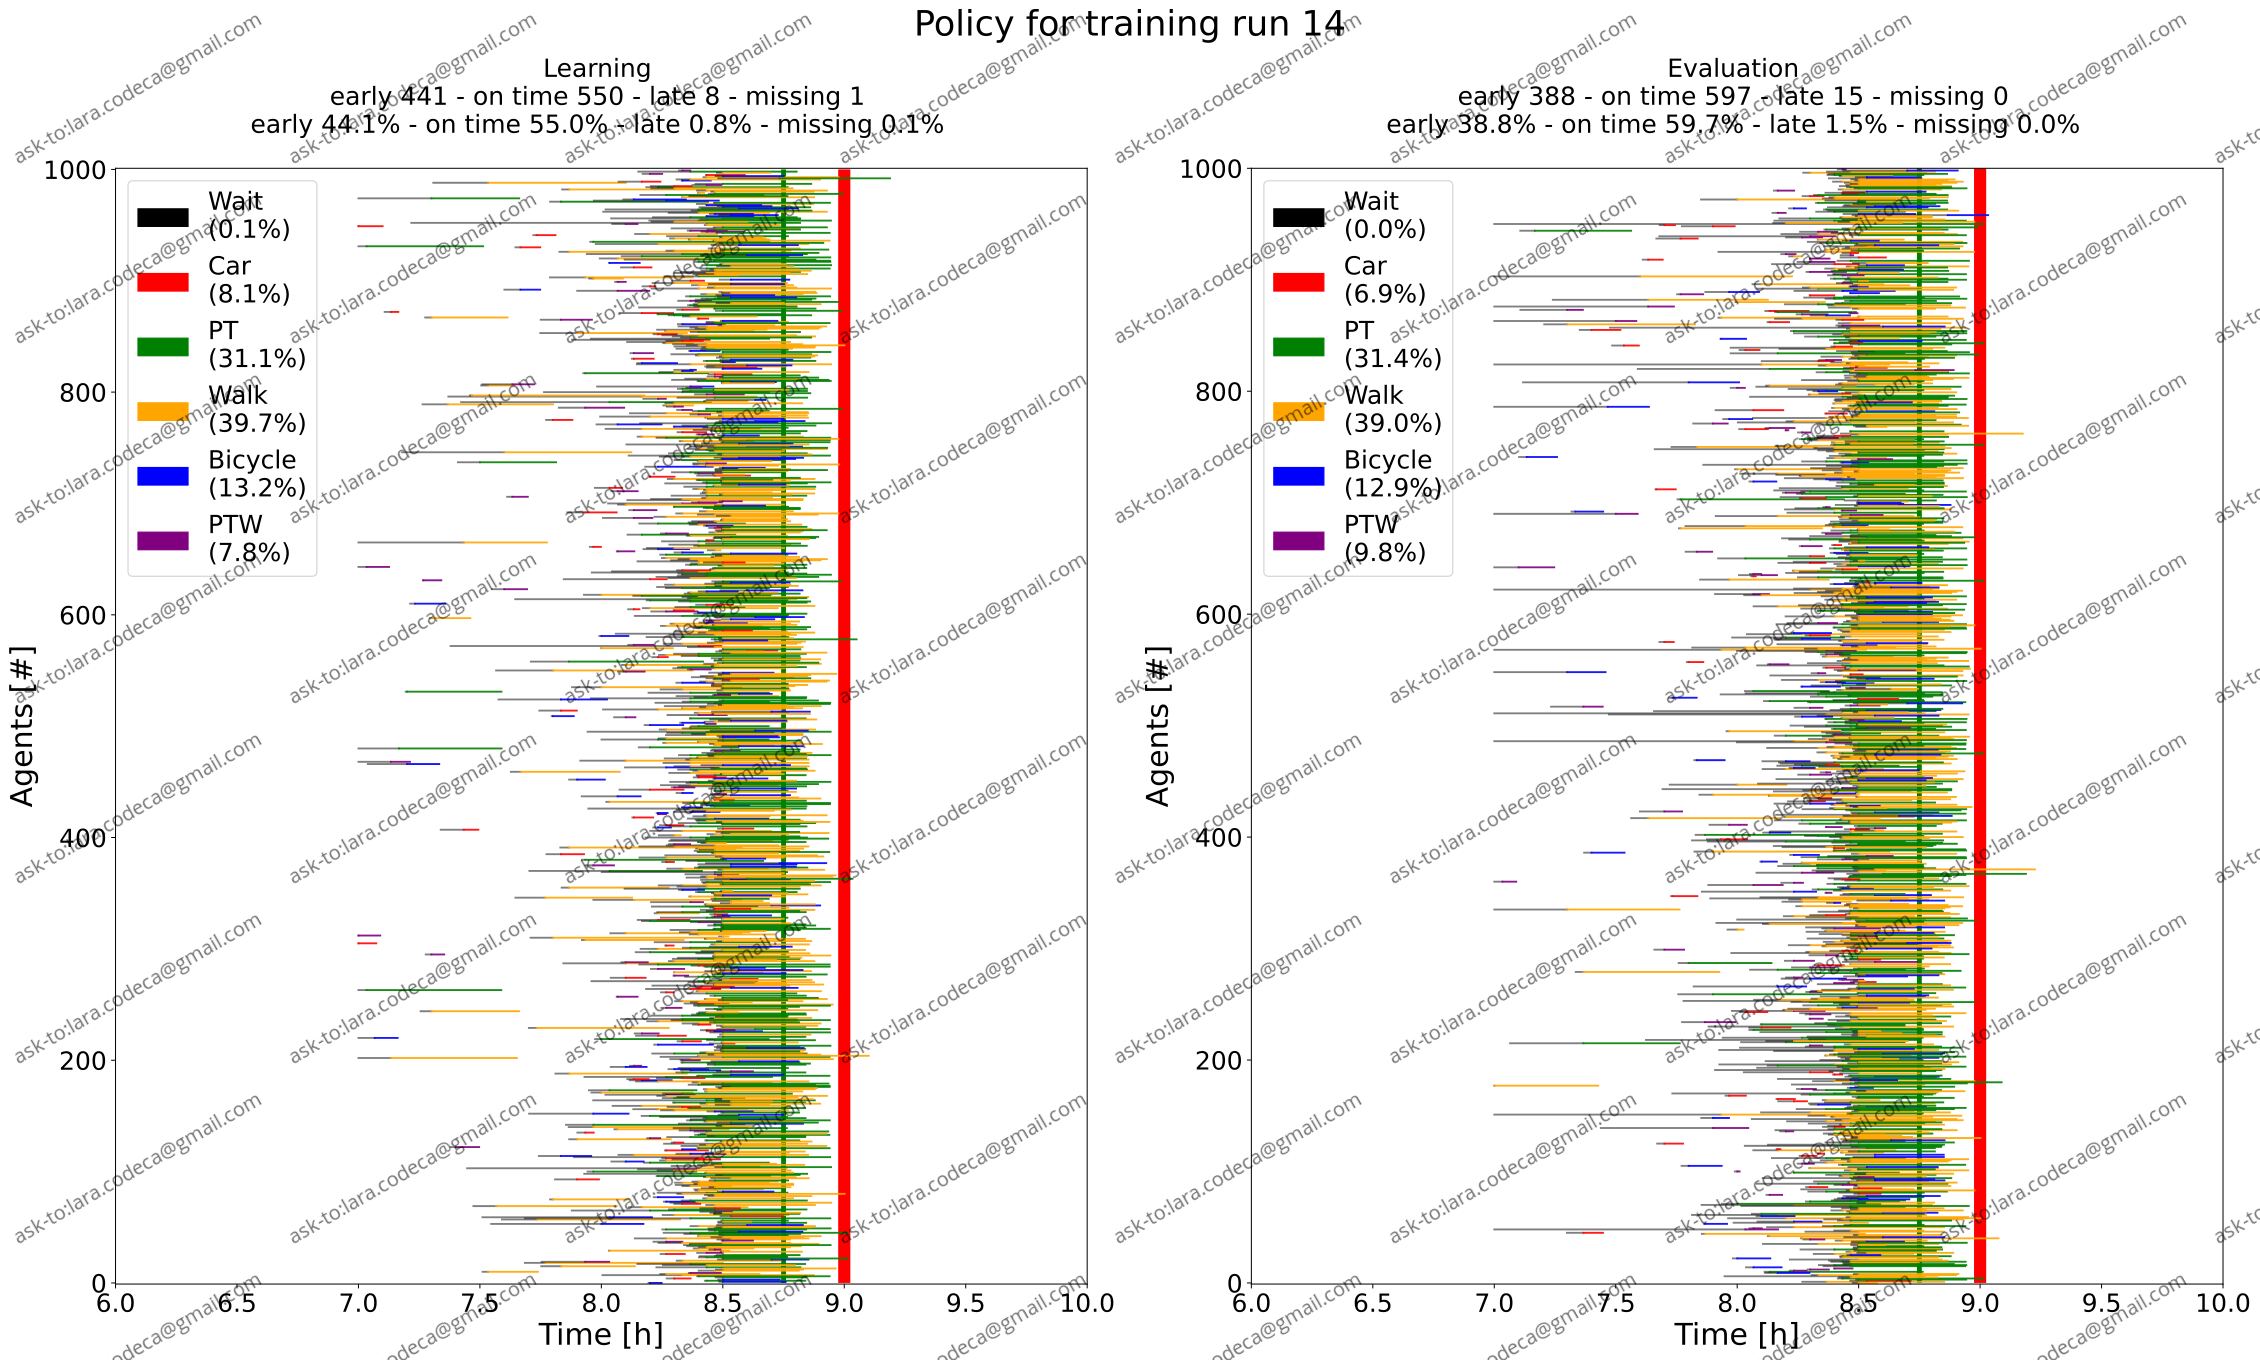 Policy for training run 14
Learning
early 441 - on time 550 - late 8 - missing 1
early 44.1% - on time 55.0% - late 0.8% - missing 0.1%
1000
800
600
400
200
0
Agents [#]
Wait
(0.1%)
Car
(8.1%)
PT
(31.1%)
Walk
(39.7%)
Bicycle
(13.2%)
PTW
(7.8%)
6.0 6.5 7.0 7.5 8.0 8.5 9.0 9.5 10.0
Time [h]
Evaluation
early 388 - on time 597 - late 15 - missing 0
early 38.8% - on time 59.7% - late 1.5% - missing 0.0%
1000
800
600
400
200
0
Agents [#]
Wait
(0.0%)
Car
(6.9%)
PT
(31.4%)
Walk
(39.0%)
Bicycle
(12.9%)
PTW
(9.8%)
6.0 6.5 7.0 7.5 8.0 8.5 9.0 9.5 10.0
Time [h]
ask-to:lara.codeca@gmail.com